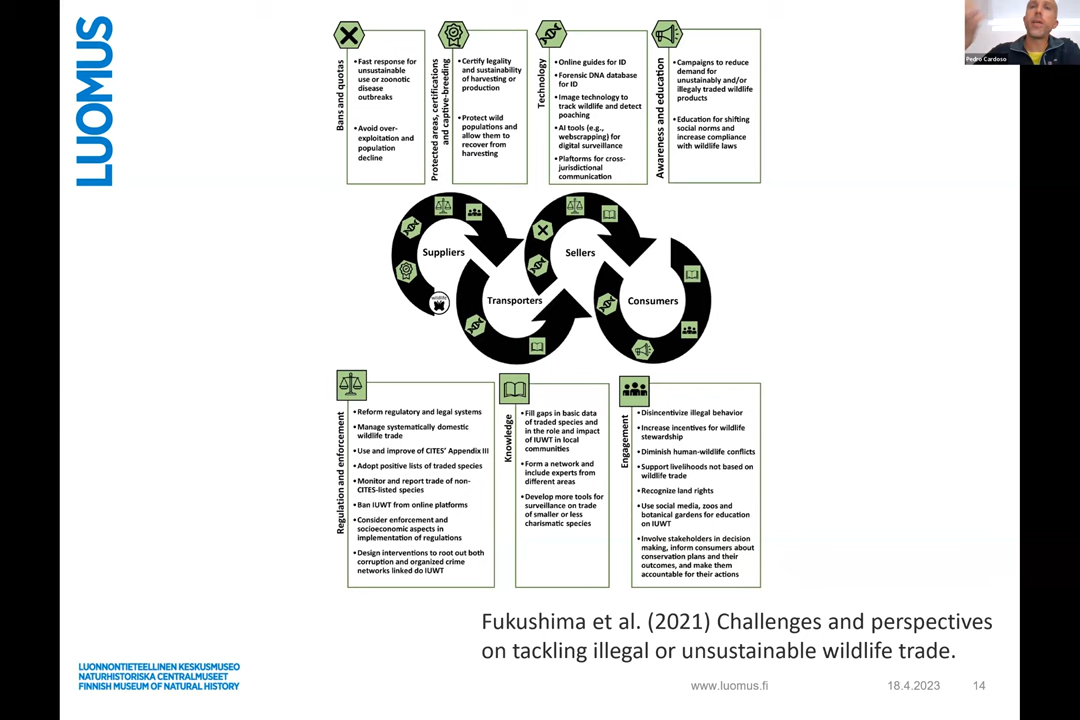 LUOMUS
Pedro Cardoso
Bans and quotas
•Fast response for
unsustainable
use or zoonotic
disease
outbreaks
•Avoid over-
exploitation and
population
decline
Protected areas, certifications
and captive-breeding
•Certify legality
and sustainability
of harvesting or
production
•Protect wild
populations and
allow them to
recover from
harvesting
Technology
•Online guides for ID
•Forensic DNA database
for ID
•Image technology to
track wildlife and detect
poaching
•AI tools (e.g.,
webscrapping) for
digital surveillance
•Plaftorms for cross-
jurisdictional
communication
Awareness and education
•Campaigns to reduce
demand for
unsustainable and/or
illegaly traded wildlife
products
•Education for shifting
social norms and
increase compliance
with wildlife laws
Suppliers
Sellers
Transporters
Consumers
Wildlife
Regulation and enforcement
•Reform regulatory and legal systems
•Manage systematically domestic
wildlife trade
•Use and improve of CITES' Appendix III
•Adopt positive lists of traded species
•Monitor and report trade of non-
CITES-listed species
•Ban IUWT from online platforms
•Consider enforcement and
socioeconomic aspects in
implementation of regulations
•Design interventions to root out both
corruption and organized crime
networks linked do IUWT
Knowledge
•Fill gaps in basic data
of traded species and
in the role and impact
of IUWT in local
communities
•Form a network and
include experts from
different areas
•Develop more tools for
surveillance on trade
of smaller or less
charismatic species
Engagement
•Disincentivize illegal behavior
•Increase incentives for wildlife
stewardship
•Diminish human-wildlife conflicts
•Support livelihoods not based on
wildlife trade
•Recognize land rights
•Use social media, zoos and
botanical gardens for education
on IUWT
•Involve stakeholders in decision
making, inform consumers about
conservation plans and their
outcomes, and make them
accountable for their actions
Fukushima et al. (2021) Challenges and perspectives
on tackling illegal or unsustainable wildlife trade.
LUONNONTIETEELLINEN KESKUSMUSEO
NATURHISTORISKA CENTRALMUSEET
FINNISH MUSEUM OF NATURAL HISTORY
www.luomus.fi
18.4.2023
14